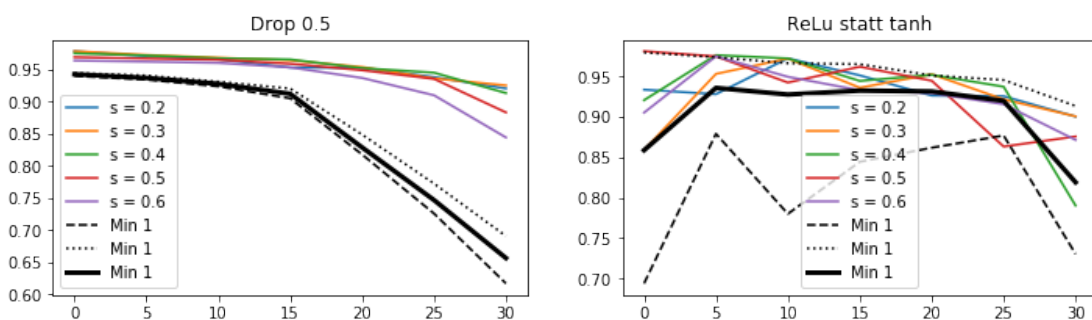 Drop 0.5
0.95
0.90
0.85
0.80
0.75
0.70
0.65
0.60
s = 0.2
s = 0.3
s = 0.4
s = 0.5
s = 0.6
Min 1
Min 1
Min 1
0 5 10 15 20 25 30
ReLu statt tanh
0.95
0.90
0.85
0.80
0.75
0.70
s = 0.2
s = 0.3
s = 0.4
s = 0.5
s = 0.6
Min 1
Min 1
Min 1
0 5 10 15 20 25 30